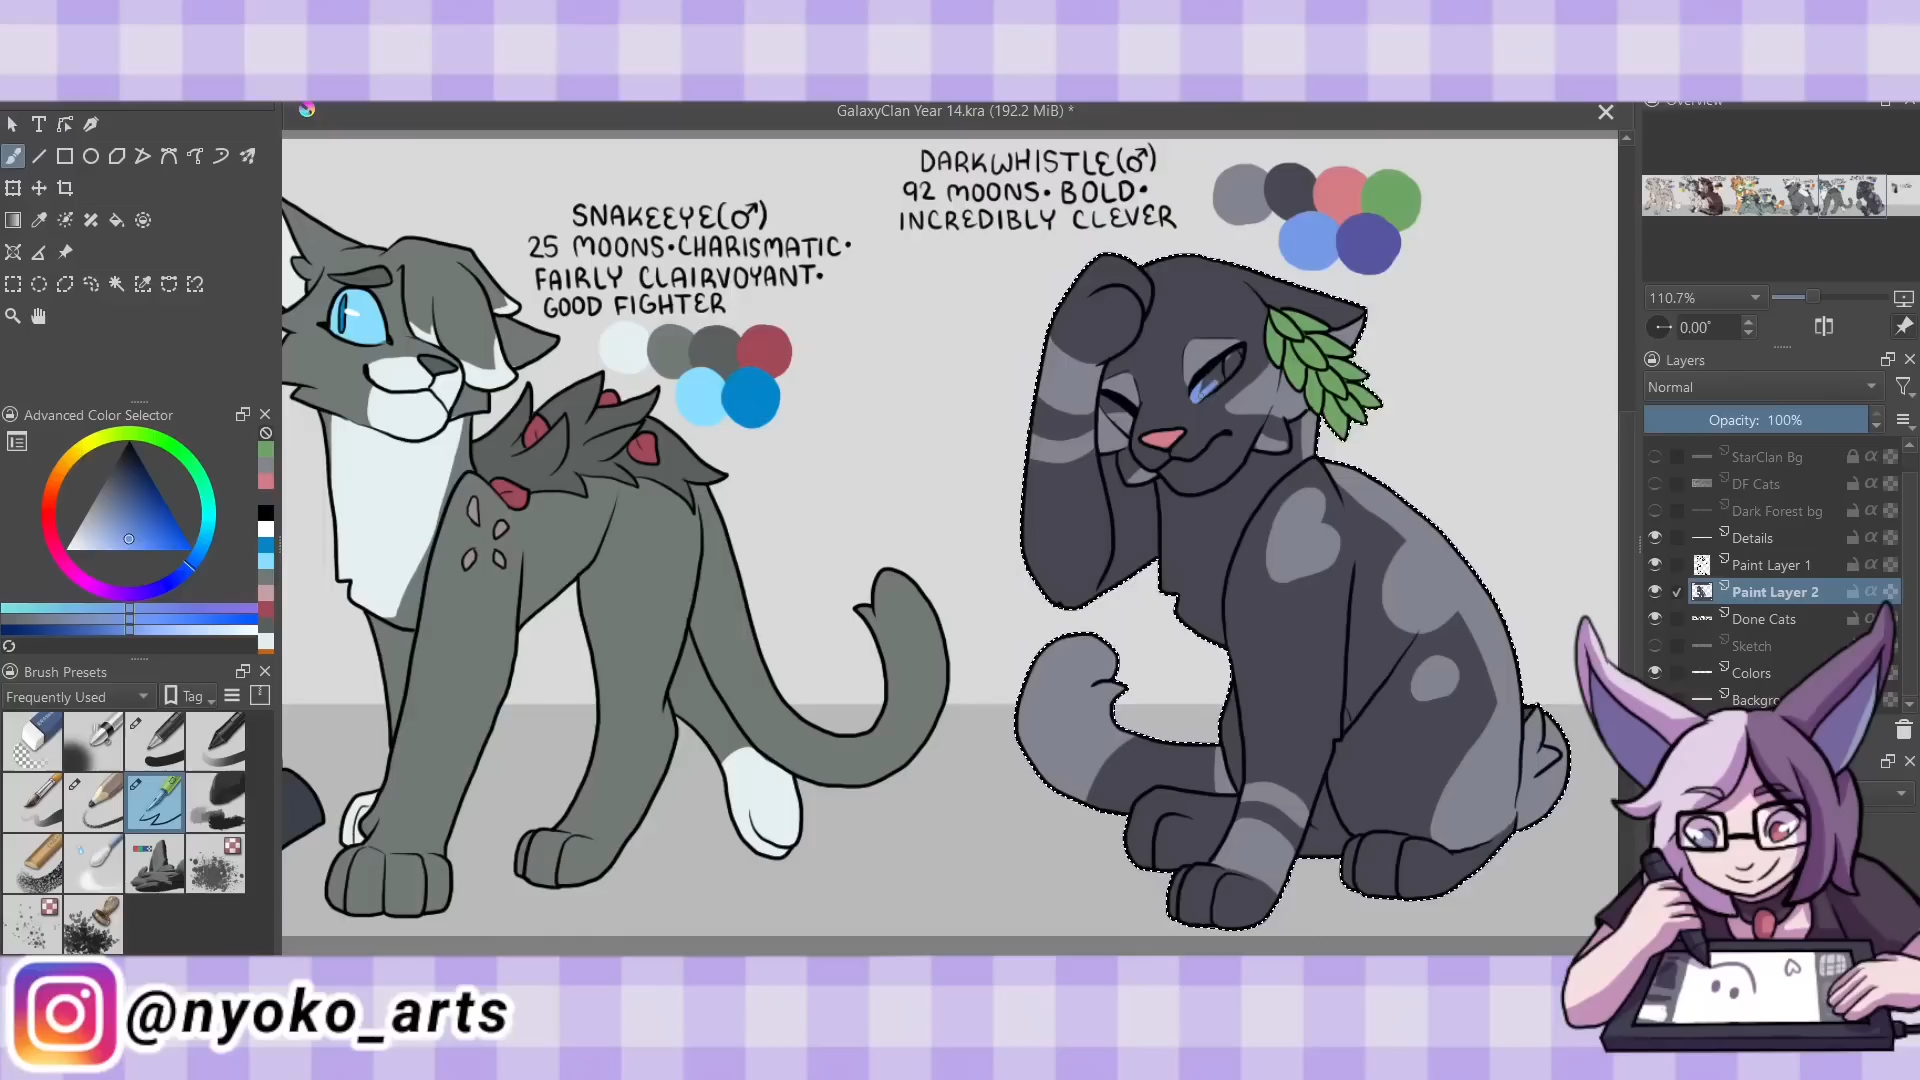 GalaxyClan Year 14.kra (192.2 MiB) *
Overview
DARKWHISTLE(♂)
92 MOONS• BOLD•
INCREDIBLY CLEVER
SNAKEEYE(♂)
25 MOONS•CHARISMATIC•
FAIRLY CLAIRVOYANT•
GOOD FIGHTER
110.7%
0.00°
Layers
Normal
Opacity: 100%
StarClan Bg
DF Cats
Dark Forest bg
Details
Paint Layer 1
Paint Layer 2
Done Cats
Sketch
Colors
Backgro
Advanced Color Selector
Brush Presets
Frequently Used
Tag
@nyoko_arts